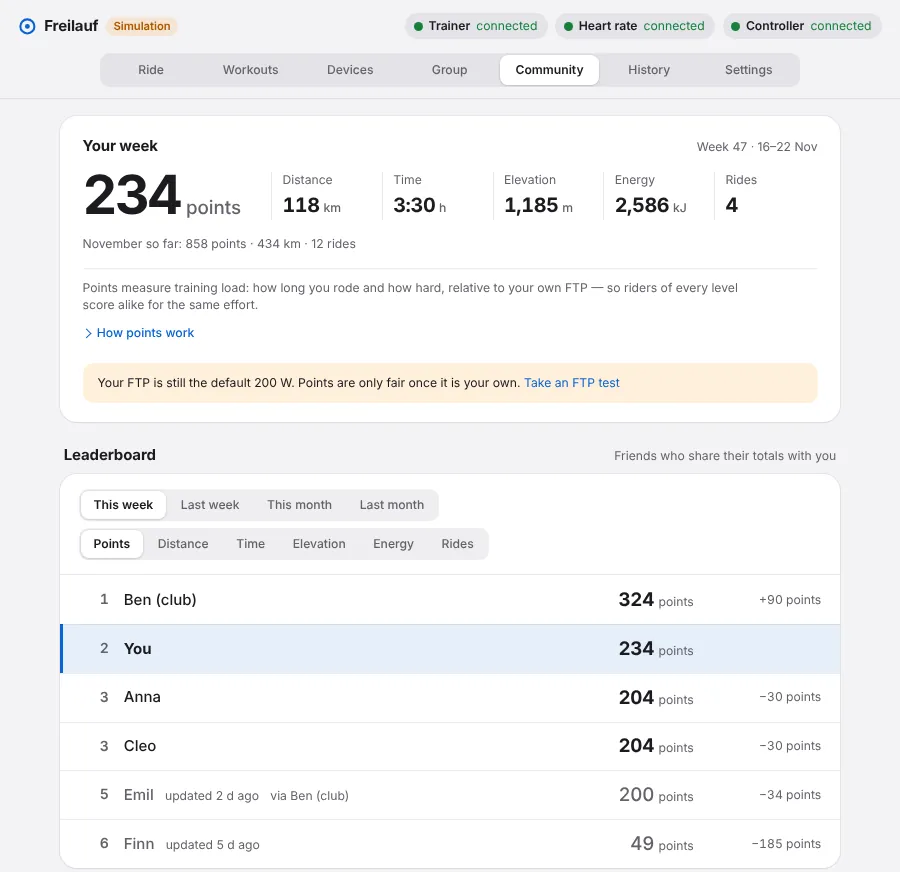 Freilauf Simulation Trainer connected Heart rate connected Controller connected
Ride Workouts Devices Group Community History Settings
Your week Week 47 · 16–22 Nov
234 points
Distance Time Elevation Energy Rides
118 km 3:30 h 1,185 m 2,586 kJ 4
November so far: 858 points · 434 km · 12 rides
Points measure training load: how long you rode and how hard, relative to your own FTP — so riders of every level
score alike for the same effort.
How points work
Your FTP is still the default 200 W. Points are only fair once it is your own. Take an FTP test
Leaderboard Friends who share their totals with you
This week Last week This month Last month
Points Distance Time Elevation Energy Rides
1 Ben (club) 324 points +90 points
2 You 234 points
3 Anna 204 points −30 points
3 Cleo 204 points −30 points
5 Emil updated 2 d ago via Ben (club) 200 points −34 points
6 Finn updated 5 d ago 49 points −185 points